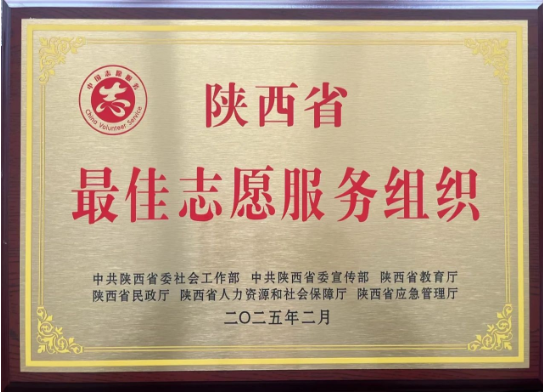 中国志愿服务
China Volunteer Service
陕西省
最佳志愿服务组织
中共陕西省委社会工作部 中共陕西省委宣传部 陕西省教育厅
陕西省民政厅 陕西省人力资源和社会保障厅 陕西省应急管理厅
二〇二五年二月